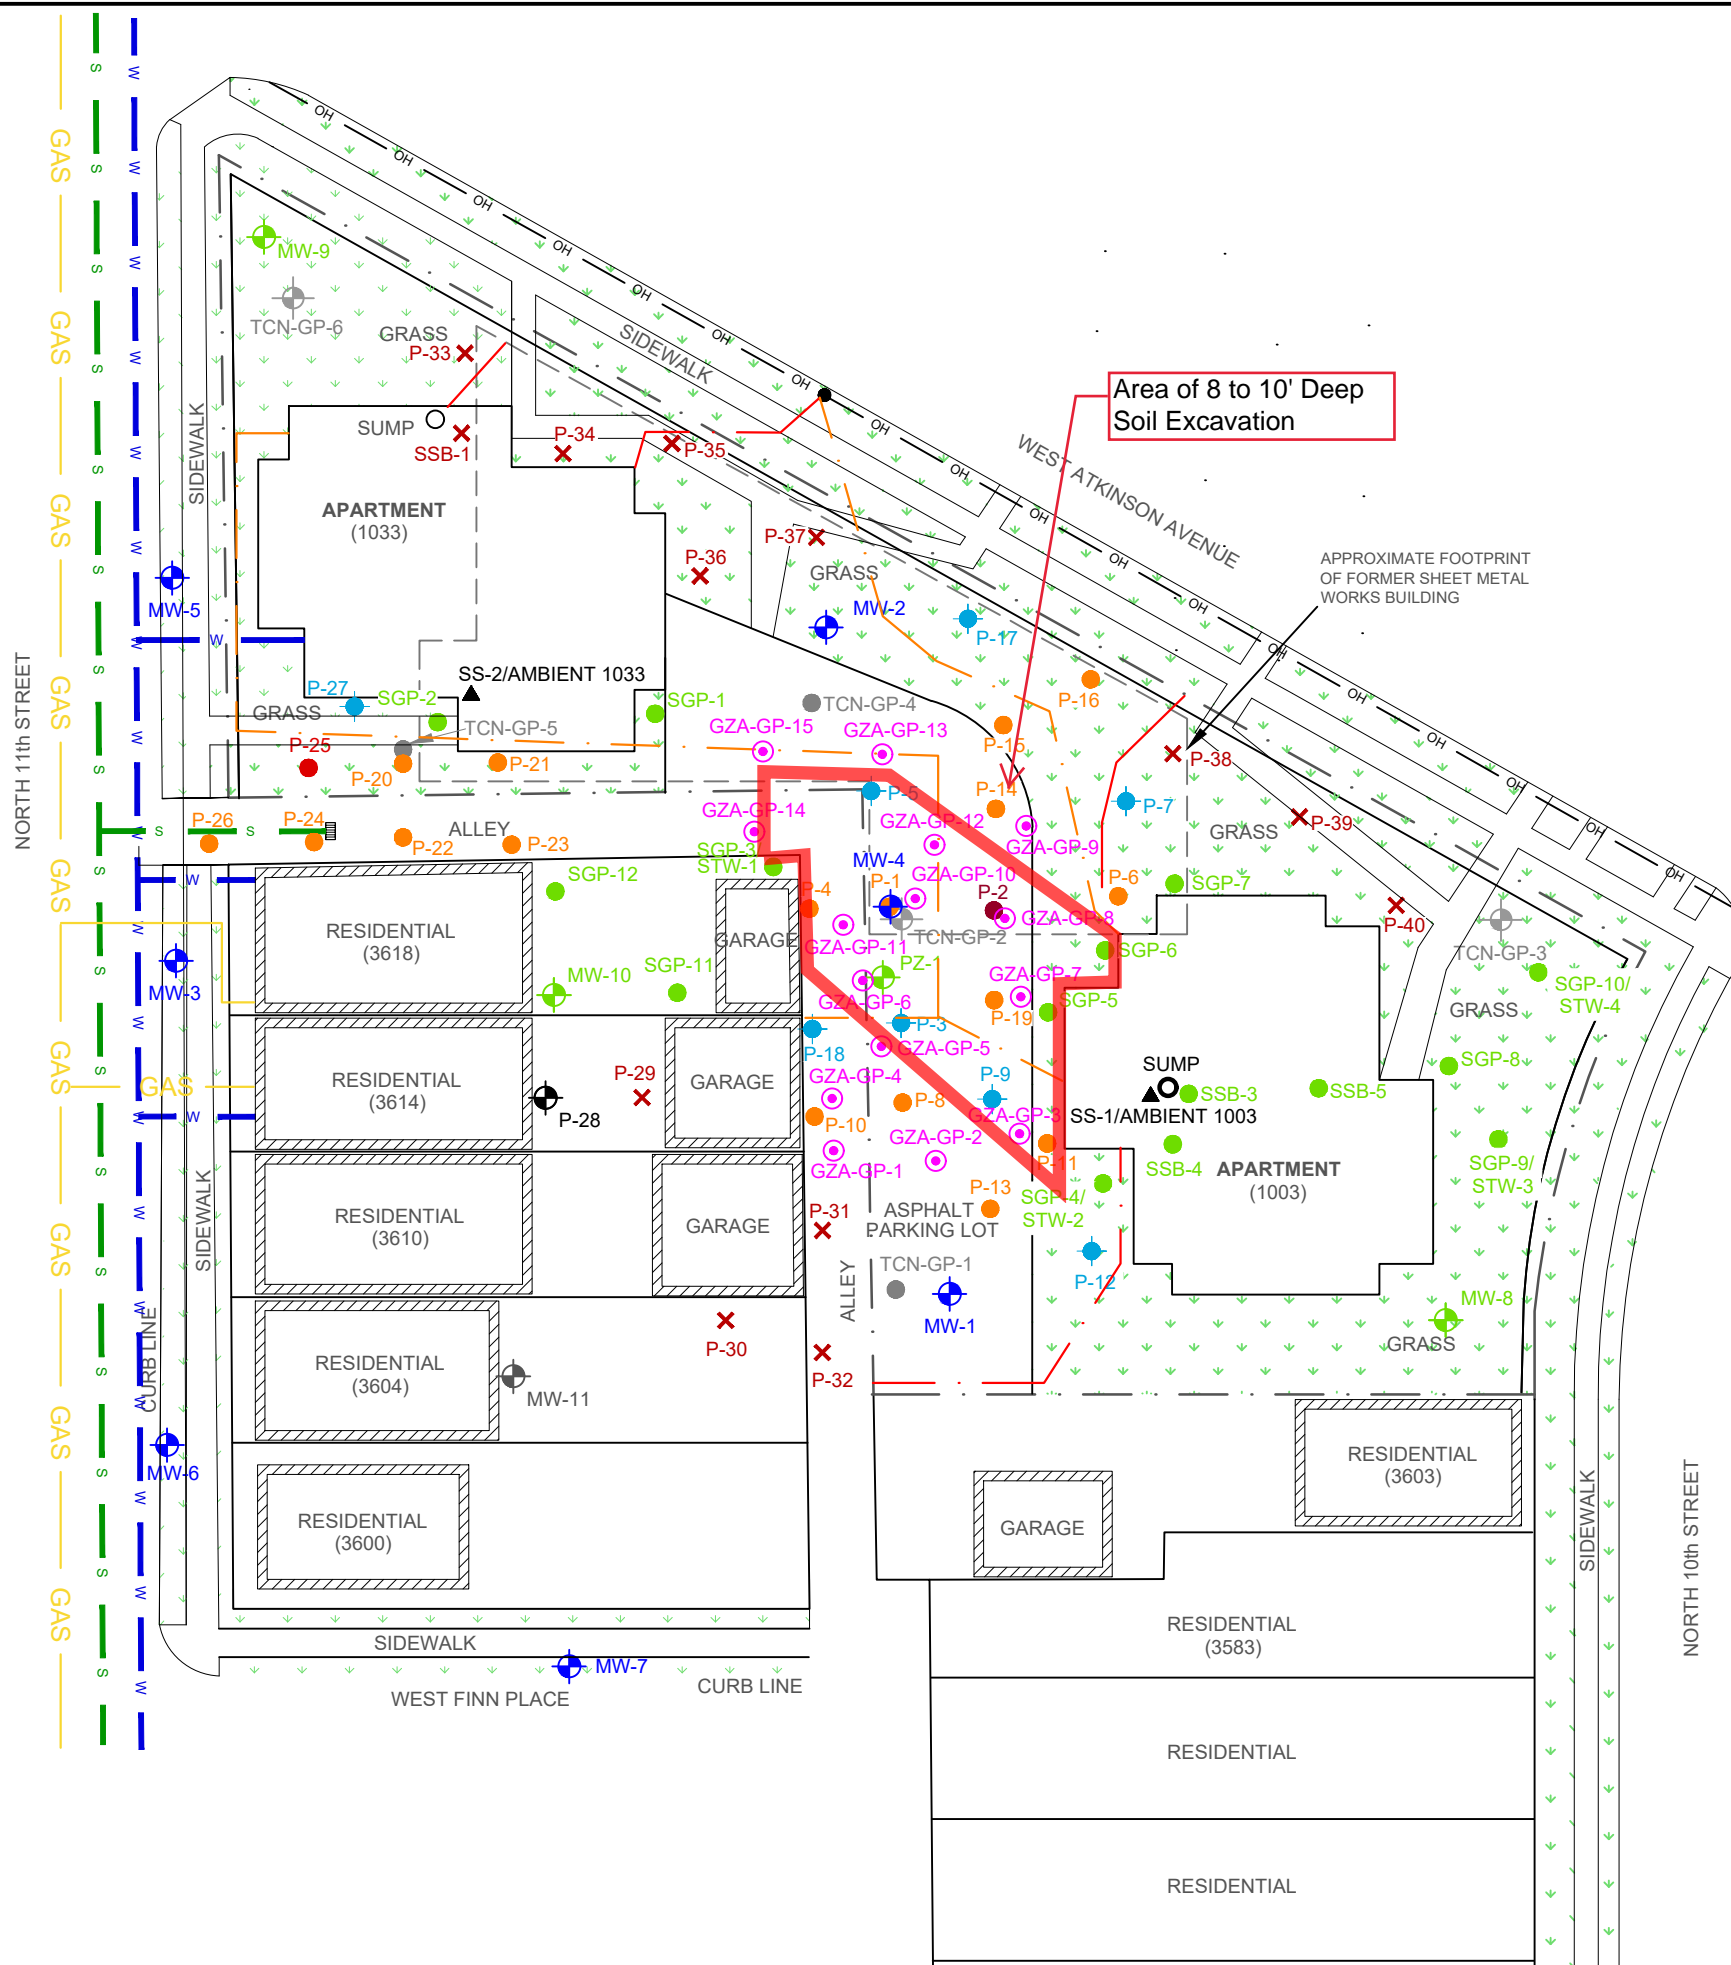 Area of 8 to 10' Deep
Soil Excavation
WEST ATKINSON AVENUE
APPROXIMATE FOOTPRINT
OF FORMER SHEET METAL
WORKS BUILDING
NORTH 11th STREET
NORTH 10th STREET
SIDEWALK
SIDEWALK
SIDEWALK
SIDEWALK
SIDEWALK
CURB LINE
CURB LINE
WEST FINN PLACE
GAS
GAS
GAS
GAS
GAS
GAS
GAS
GAS
GAS
GAS
S
W
OH
MW-9
TCN-GP-6
GRASS
P-33
SUMP
SSB-1
P-34
P-35
APARTMENT
(1033)
P-36
P-37
GRASS
MW-2
P-17
MW-5
W
P-27
SGP-2
SS-2/AMBIENT 1033
SGP-1
TCN-GP-4
P-16
GRASS
TCN-GP-5
GZA-GP-15
GZA-GP-13
P-15
P-25
P-20
P-21
P-38
P-5
P-14
P-7
GZA-GP-14
GZA-GP-12
P-39
P-26
P-24
ALLEY
P-22
P-23
GRASS
SGP-3
STW-1
MW-4
GZA-GP-9
GZA-GP-10
W
SGP-12
P-4
P-1
P-2
P-6
SGP-7
P-40
RESIDENTIAL
(3618)
GARAGE
GZA-GP-8
GZA-GP-11
TCN-GP-2
SGP-6
TCN-GP-3
MW-3
MW-10
SGP-11
PZ-1
GZA-GP-7
SGP-10/
STW-4
GZA-GP-6
P-19
SGP-5
GRASS
P-18
P-3
GZA-GP-5
SUMP
SGP-8
RESIDENTIAL
(3614)
P-29
GARAGE
GZA-GP-4
P-9
SSB-3
SSB-5
W
P-28
P-10
P-8
GZA-GP-3
SS-1/AMBIENT 1003
GZA-GP-2
P-11
SSB-4
SGP-9/
STW-3
GZA-GP-1
APARTMENT
(1003)
RESIDENTIAL
(3610)
GARAGE
P-31
P-13
SGP-4/
STW-2
ASPHALT
PARKING LOT
ALLEY
TCN-GP-1
P-12
MW-1
MW-8
GRASS
P-30
P-32
RESIDENTIAL
(3604)
MW-11
MW-6
RESIDENTIAL
(3603)
RESIDENTIAL
(3600)
GARAGE
RESIDENTIAL
(3583)
MW-7
RESIDENTIAL
RESIDENTIAL